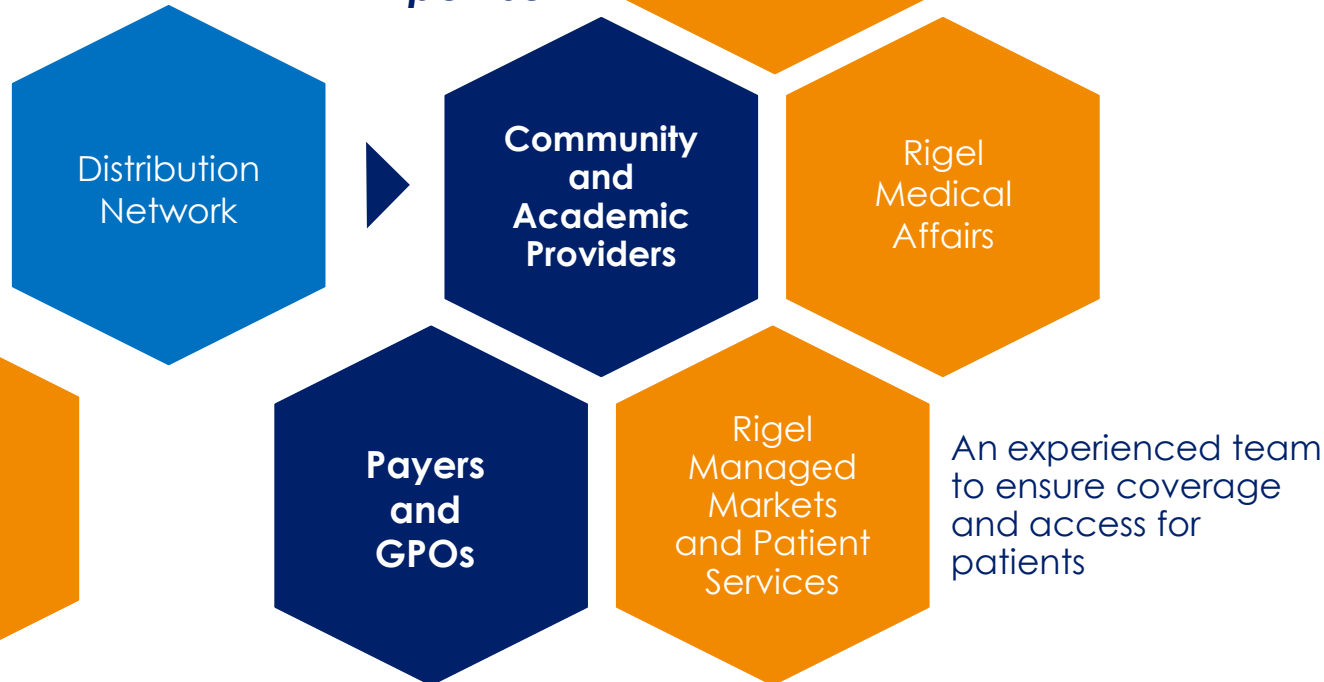 Distribution
Network
Community
and
Academic
Providers
Rigel
Medical
Affairs
Payers
and
GPOs
Rigel
Managed
Markets
and Patient
Services
An experienced team
to ensure coverage
and access for
patients